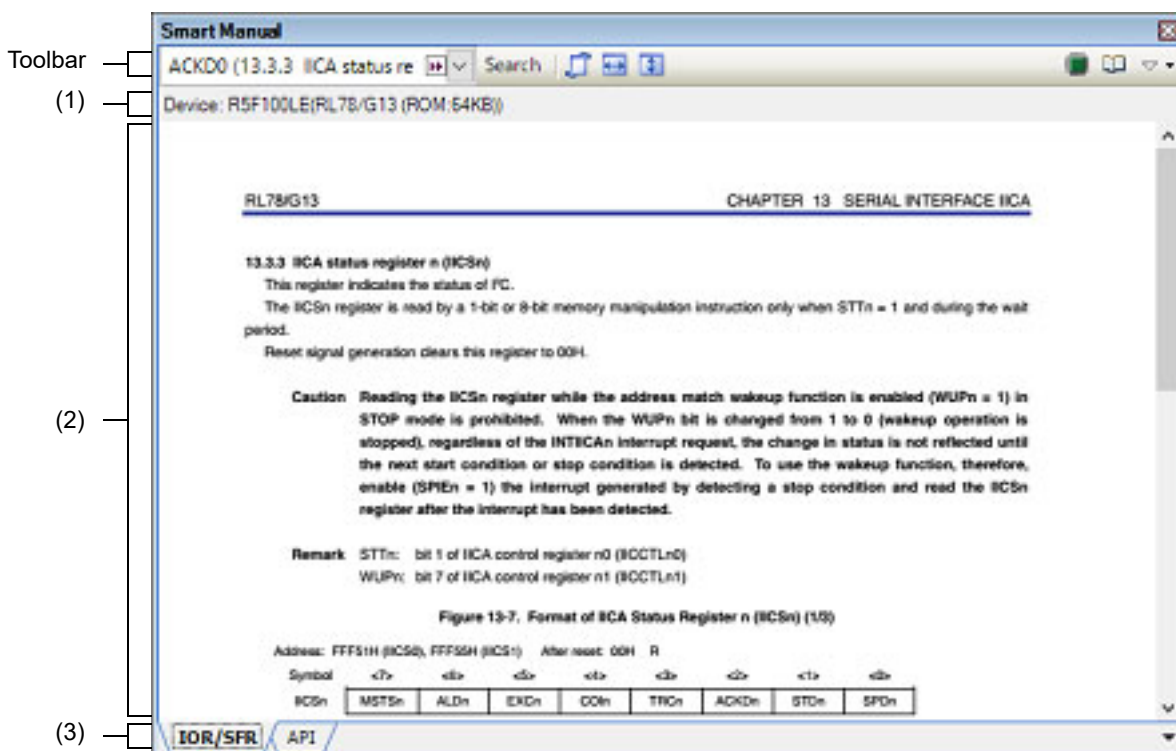 Smart Manual
Toolbar
ACKD0 (13.3.3 IICA status re Search
(1)
Device: R5F100LE(RL78/G13 (ROM:64KB))
RL78/G13 CHAPTER 13 SERIAL INTERFACE IICA
13.3.3 IICA status register n (IICSn)
This register indicates the status of I²C.
The IICSn register is read by a 1-bit or 8-bit memory manipulation instruction only when STTn = 1 and during the wait
period.
Reset signal generation clears this register to 00H.
Caution Reading the IICSn register while the address match wakeup function is enabled (WUPn = 1) in
STOP mode is prohibited. When the WUPn bit is changed from 1 to 0 (wakeup operation is
(2)
stopped), regardless of the INTIICAn interrupt request, the change in status is not reflected until
the next start condition or stop condition is detected. To use the wakeup function, therefore,
enable (SPIEn = 1) the interrupt generated by detecting a stop condition and read the IICSn
register after the interrupt has been detected.
Remark STTn: bit 1 of IICA control register n0 (IICCTLn0)
WUPn: bit 7 of IICA control register n1 (IICCTLn1)
Figure 13-7. Format of IICA Status Register n (IICSn) (1/3)
Address: FFF51H (IICS0), FFF55H (IICS1) After reset: 00H R
Symbol <7> <6> <5> <4> <3> <2> <1> <0>
IICSn MSTSn ALDn EXCn COIn TRCn ACKDn STDn SPDn
(3)
IOR/SFR API